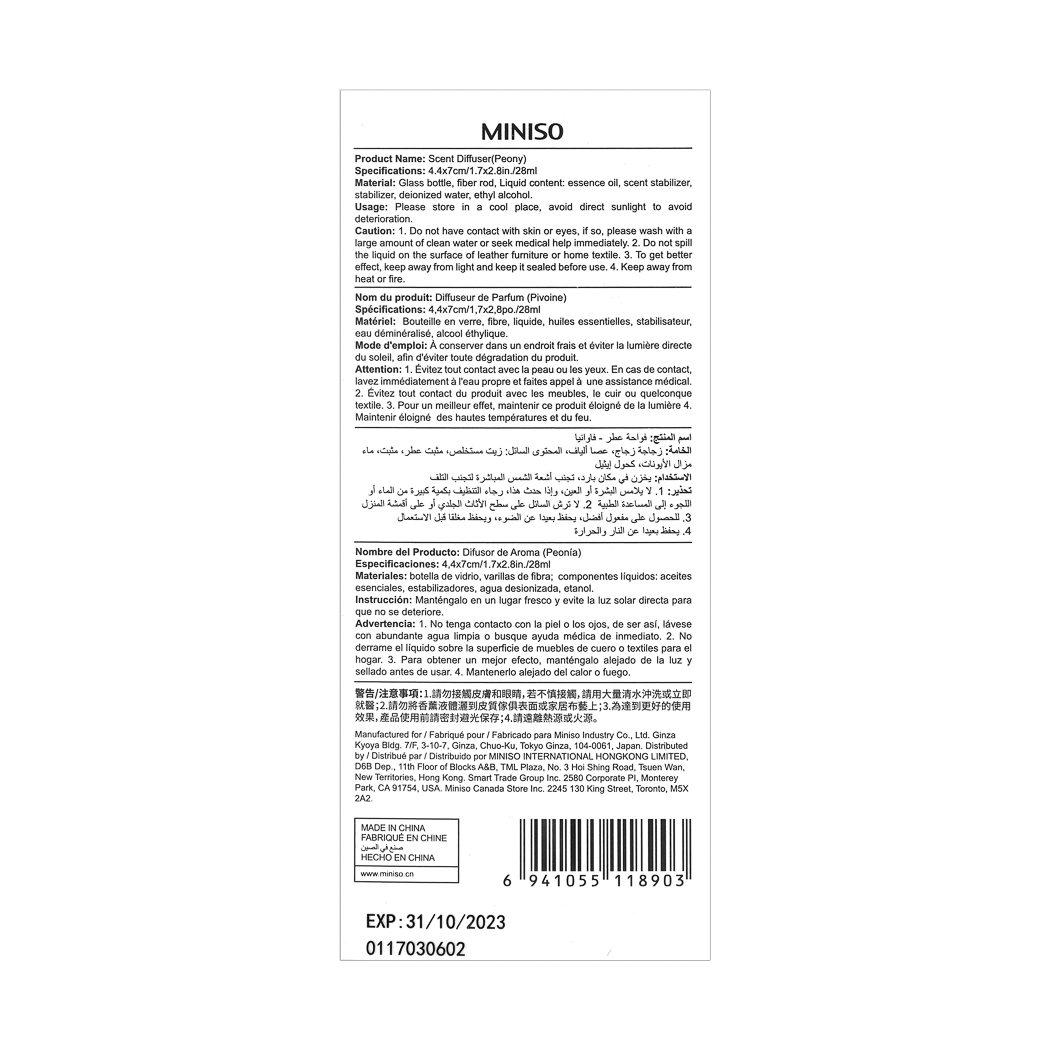 MINISO
Product Name: Scent Diffuser(Peony)
Specifications: 4.4x7cm/1.7x2.8in./28ml
Material: Glass bottle, fiber rod, Liquid content: essence oil, scent stabilizer,
stabilizer, deionized water, ethyl alcohol.
Usage: Please store in a cool place, avoid direct sunlight to avoid
deterioration.
Caution: 1. Do not have contact with skin or eyes, if so, please wash with a
large amount of clean water or seek medical help immediately. 2. Do not spill
the liquid on the surface of leather furniture or home textile. 3. To get better
effect, keep away from light and keep it sealed before use. 4. Keep away from
heat or fire.
Nom du produit: Diffuseur de Parfum (Pivoine)
Spécifications: 4,4x7cm/1,7x2,8po./28ml
Matériel: Bouteille en verre, fibre, liquide, huiles essentielles, stabilisateur,
eau déminéralisé, alcool éthylique.
Mode d'emploi: À conserver dans un endroit frais et éviter la lumière directe
du soleil, afin d'éviter toute dégradation du produit.
Attention: 1. Évitez tout contact avec la peau ou les yeux. En cas de contact,
lavez immédiatement à l'eau propre et faites appel à une assistance médical.
2. Évitez tout contact du produit avec les meubles, le cuir ou quelconque
textile. 3. Pour un meilleur effet, maintenir ce produit éloigné de la lumière 4.
Maintenir éloigné des hautes températures et du feu.
اسم المنتج: فواحة عطر - فاوانيا
الخامة: زجاجة زجاج، عصا ألياف، المحتوى السائل: زيت مستخلص، مثبت عطر، مثبت، ماء
مزال الأيونات، كحول إيثيل
الاستخدام: يخزن في مكان بارد، تجنب أشعة الشمس المباشرة لتجنب التلف
تحذير: 1. لا يلامس البشرة أو العين، وإذا حدث هذا، رجاء التنظيف بكمية كبيرة من الماء أو
اللجوء إلى المساعدة الطبية 2. لا ترش السائل على سطح الأثاث الجلدي أو على أقمشة المنزل
3. للحصول على مفعول أفضل، يحفظ بعيدا عن الضوء، ويحفظ مغلقا قبل الاستعمال
4. يحفظ بعيدا عن النار والحرارة
Nombre del Producto: Difusor de Aroma (Peonía)
Especificaciones: 4,4x7cm/1.7x2.8in./28ml
Materiales: botella de vidrio, varillas de fibra; componentes líquidos: aceites
esenciales, estabilizadores, agua desionizada, etanol.
Instrucción: Manténgalo en un lugar fresco y evite la luz solar directa para
que no se deteriore.
Advertencia: 1. No tenga contacto con la piel o los ojos, de ser así, lávese
con abundante agua limpia o busque ayuda médica de inmediato. 2. No
derrame el líquido sobre la superficie de muebles de cuero o textiles para el
hogar. 3. Para obtener un mejor efecto, manténgalo alejado de la luz y
sellado antes de usar. 4. Mantenerlo alejado del calor o fuego.
警告/注意事項:1.請勿接觸皮膚和眼睛,若不慎接觸,請用大量清水沖洗或立即
就醫;2.請勿將香薰液體灑到皮質傢俱表面或家居布藝上;3.為達到更好的使用
效果,產品使用前請密封避光保存;4.請遠離熱源或火源。
Manufactured for / Fabriqué pour / Fabricado para Miniso Industry Co., Ltd. Ginza
Kyoya Bldg. 7/F, 3-10-7, Ginza, Chuo-Ku, Tokyo Ginza, 104-0061, Japan. Distributed
by / Distribué par / Distribuido por MINISO INTERNATIONAL HONGKONG LIMITED,
D6B Dep., 11th Floor of Blocks A&B, TML Plaza, No. 3 Hoi Shing Road, Tsuen Wan,
New Territories, Hong Kong. Smart Trade Group Inc. 2580 Corporate Pl, Monterey
Park, CA 91754, USA. Miniso Canada Store Inc. 2245 130 King Street, Toronto, M5X
2A2.
MADE IN CHINA
FABRIQUÉ EN CHINE
صنع في الصين
HECHO EN CHINA
www.miniso.cn
6 941055 118903
EXP:31/10/2023
0117030602